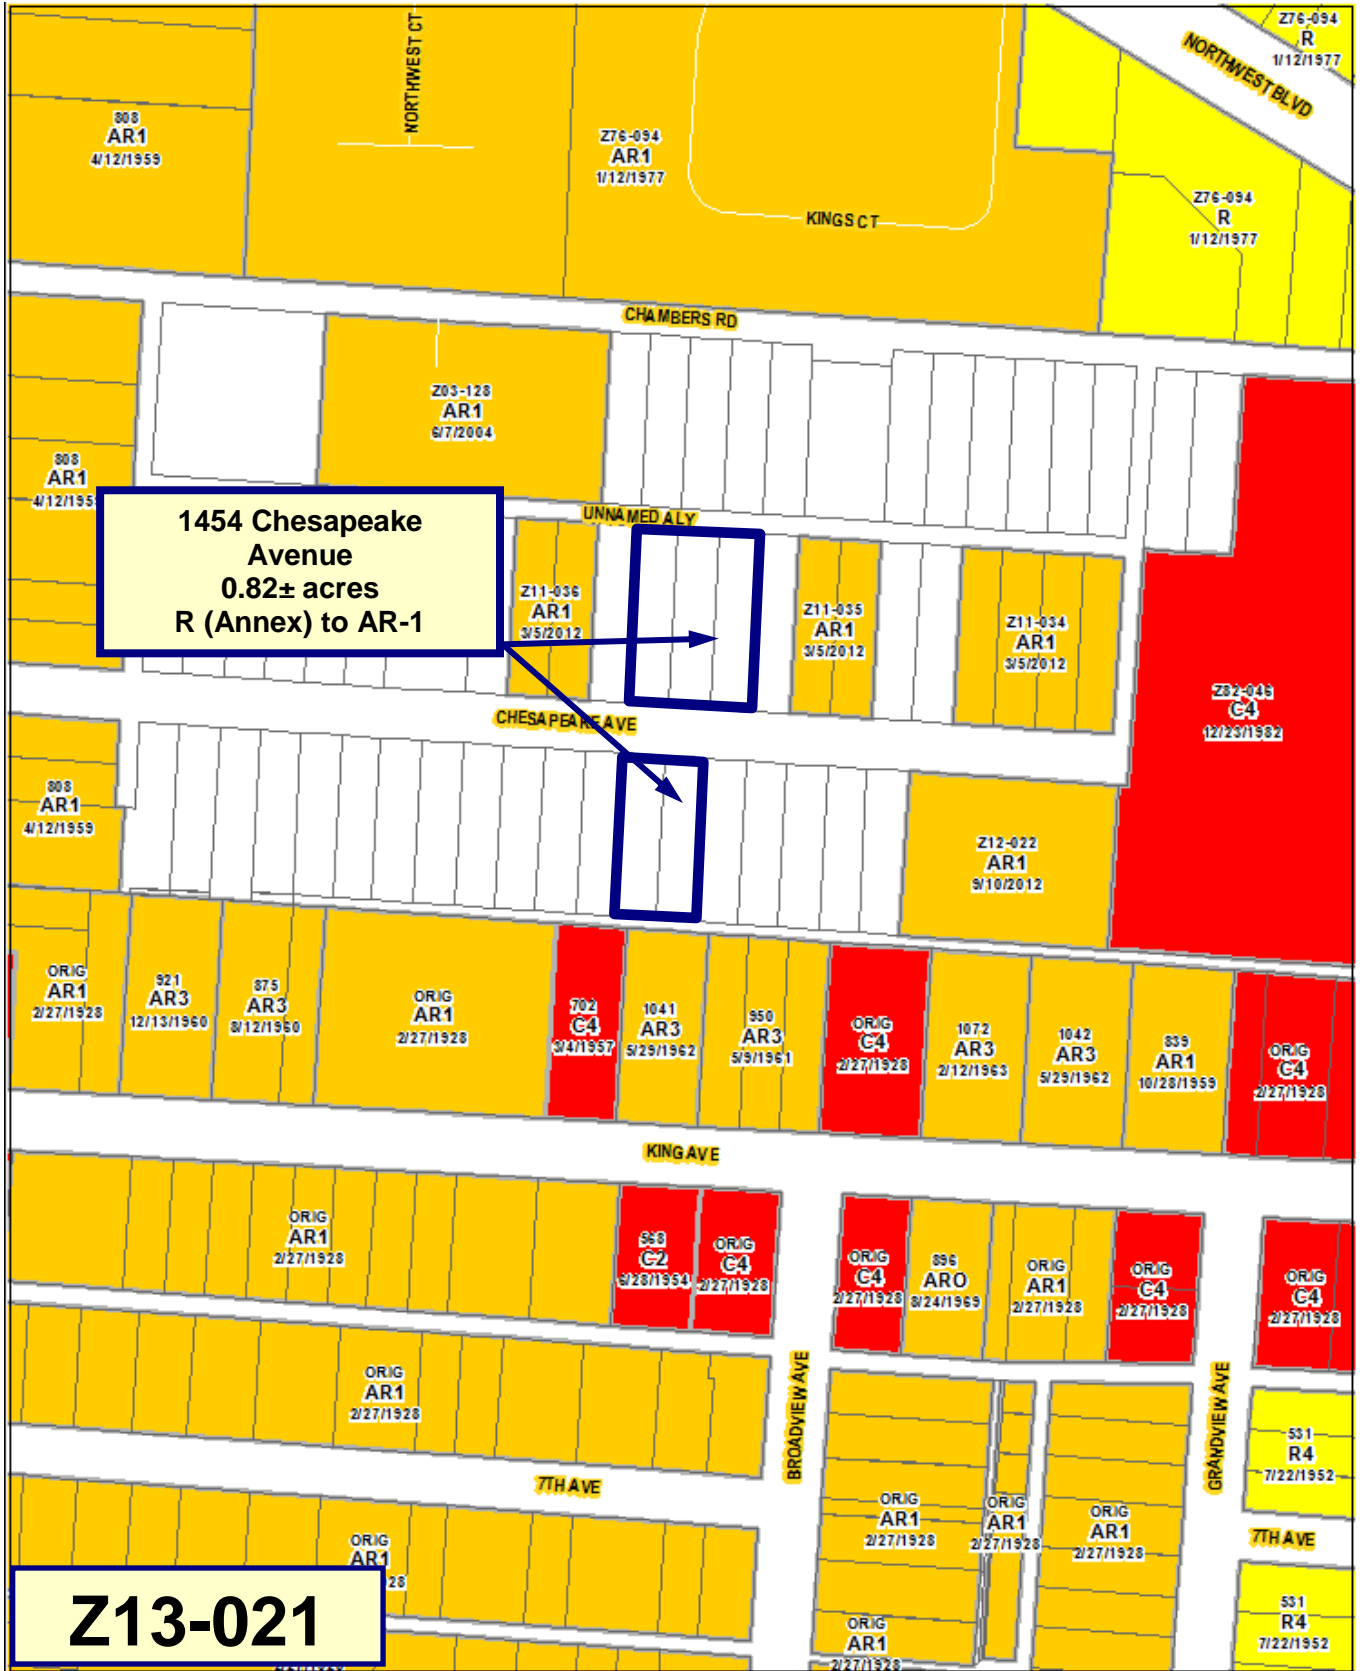 Z76-094
R
1/12/1977
NORTHWEST BLVD
NORTHWEST CT
808
AR1
4/12/1959
Z76-094
AR1
1/12/1977
KINGS CT
Z76-094
R
1/12/1977
CHAMBERS RD
Z03-128
AR1
6/7/2004
808
AR1
4/12/195
UNNAMED ALY
1454 Chesapeake
Avenue
0.82± acres
R (Annex) to AR-1
Z11-036
AR1
3/5/2012
Z11-035
AR1
3/5/2012
Z11-034
AR1
3/5/2012
Z82-046
C4
12/23/1982
CHESAPEAKE AVE
808
AR1
4/12/1959
Z12-022
AR1
9/10/2012
ORIG
AR1
2/27/1928
921
AR3
12/13/1960
875
AR3
8/12/1960
ORIG
AR1
2/27/1928
702
C4
3/4/1957
1041
AR3
5/29/1962
950
AR3
5/9/1961
ORIG
C4
2/27/1928
1072
AR3
2/12/1963
1042
AR3
5/29/1962
839
AR1
10/28/1959
ORIG
C4
2/27/1928
KING AVE
ORIG
AR1
2/27/1928
568
C2
6/28/1954
ORIG
C4
2/27/1928
ORIG
C4
2/27/1928
896
ARO
8/24/1969
ORIG
AR1
2/27/1928
ORIG
C4
2/27/1928
ORIG
C4
2/27/1928
ORIG
AR1
2/27/1928
BROADVIEW AVE
GRANDVIEW AVE
531
R4
7/22/1952
7TH AVE
ORIG
AR1
2/27/1928
ORIG
AR1
2/27/1928
ORIG
AR1
2/27/1928
7TH AVE
ORIG
AR1
28
531
R4
7/22/1952
Z13-021
ORIG
AR1
2/27/1928